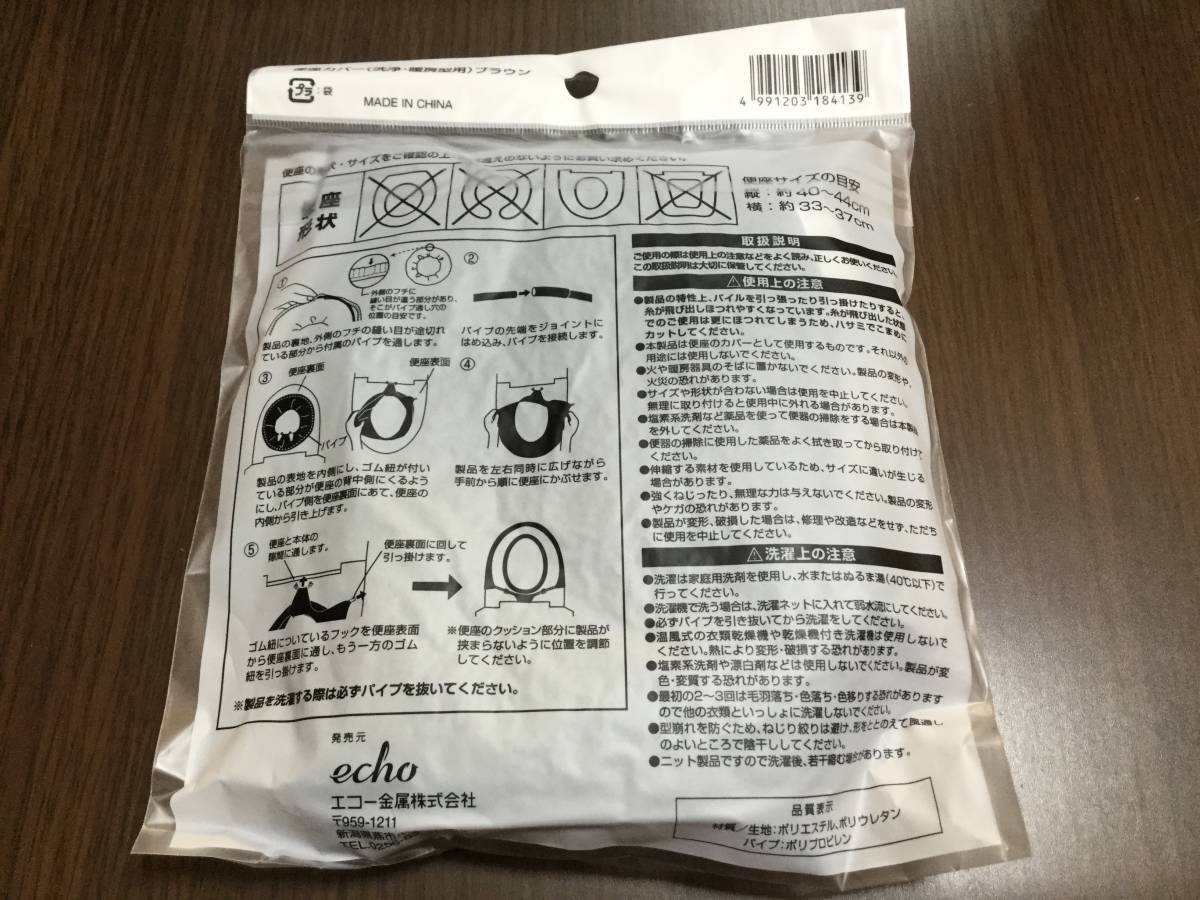 便座カバー(洗浄・暖房型用)ブラウン
プラ :袋
MADE IN CHINA
4 991203 184139
便座の形状・サイズをご確認の上
のないようにお買い求めください。
便座
形状
便座サイズの目安
縦:約40~44cm
横:約33~37cm
①
外側のフチに
縫い目が違う部分があり、
そこがパイプ通し穴の
位置の目安です。
製品の裏地、外側のフチの縫い目が途切れ
ている部分から付属のパイプを通します。
②
パイプの先端をジョイントに
はめ込み、パイプを接続します。
③
便座裏面
便座表面
パイプ
製品の表地を内側にし、ゴム紐が付い
ている部分が便座の背中側にくるよう
にし、パイプ側を便座裏面にあて、便座の
内側から引き上げます。
④
製品を左右同時に広げながら
手前から順に便座にかぶせます。
⑤
便座と本体の
隙間に通します。
便座裏面に回して
引っ掛けます。
ゴム紐についているフックを便座表面
から便座裏面に通し、もう一方のゴム
紐を引っ掛けます。
※便座のクッション部分に製品が
挟まらないように位置を調節
してください。
※製品を洗濯する際は必ずパイプを抜いてください。
取扱説明
ご使用の際は使用上の注意などをよく読み、正しくお使いください。
この取扱説明は大切に保管してください。
⚠使用上の注意
●製品の特性上、パイルを引っ張ったり引っ掛けたりすると、
糸が飛び出しほつれやすくなっています。糸が飛び出した状態
でのご使用は更にほつれてしまうため、ハサミでこまめに
カットしてください。
●本製品は便座のカバーとして使用するものです。それ以外の
用途には使用しないでください。
●火や暖房器具のそばに置かないでください。製品の変形や、
火災の恐れがあります。
●サイズや形状が合わない場合は使用を中止してください。
無理に取り付けると使用中に外れる場合があります。
●塩素系洗剤など薬品を使って便器の掃除をする場合は本製品
を外してください。
●便器の掃除に使用した薬品をよく拭き取ってから取り付け
ください。
●伸縮する素材を使用しているため、サイズに違いが生じる
場合があります。
●強くねじったり、無理な力は与えないでください。製品の変形
やケガの恐れがあります。
●製品が変形、破損した場合は、修理や改造などをせず、ただち
に使用を中止してください。
⚠洗濯上の注意
●洗濯は家庭用洗剤を使用し、水またはぬるま湯(40℃以下)で
行ってください。
●洗濯機で洗う場合は、洗濯ネットに入れて弱水流にしてください。
●必ずパイプを引き抜いてから洗濯をしてください。
●温風式の衣類乾燥機や乾燥機付き洗濯機は使用しないで
ください。熱により変形・破損する恐れがあります。
●塩素系洗剤や漂白剤などは使用しないでください。製品が変
色・変質する恐れがあります。
●最初の2~3回は毛羽落ち・色落ち・色移りする恐れがあります
ので他の衣類といっしょに洗濯しないでください。
●型崩れを防ぐため、ねじり絞りは避け、形をととのえて風通し
のよいところで陰干ししてください。
●ニット製品ですので洗濯後、若干縮む場合があります。
発売元
echo
エコー金属株式会社
〒959-1211
新潟県燕市
TEL.0256
品質表示
材質/生地:ポリエステル、ポリウレタン
パイプ:ポリプロピレン